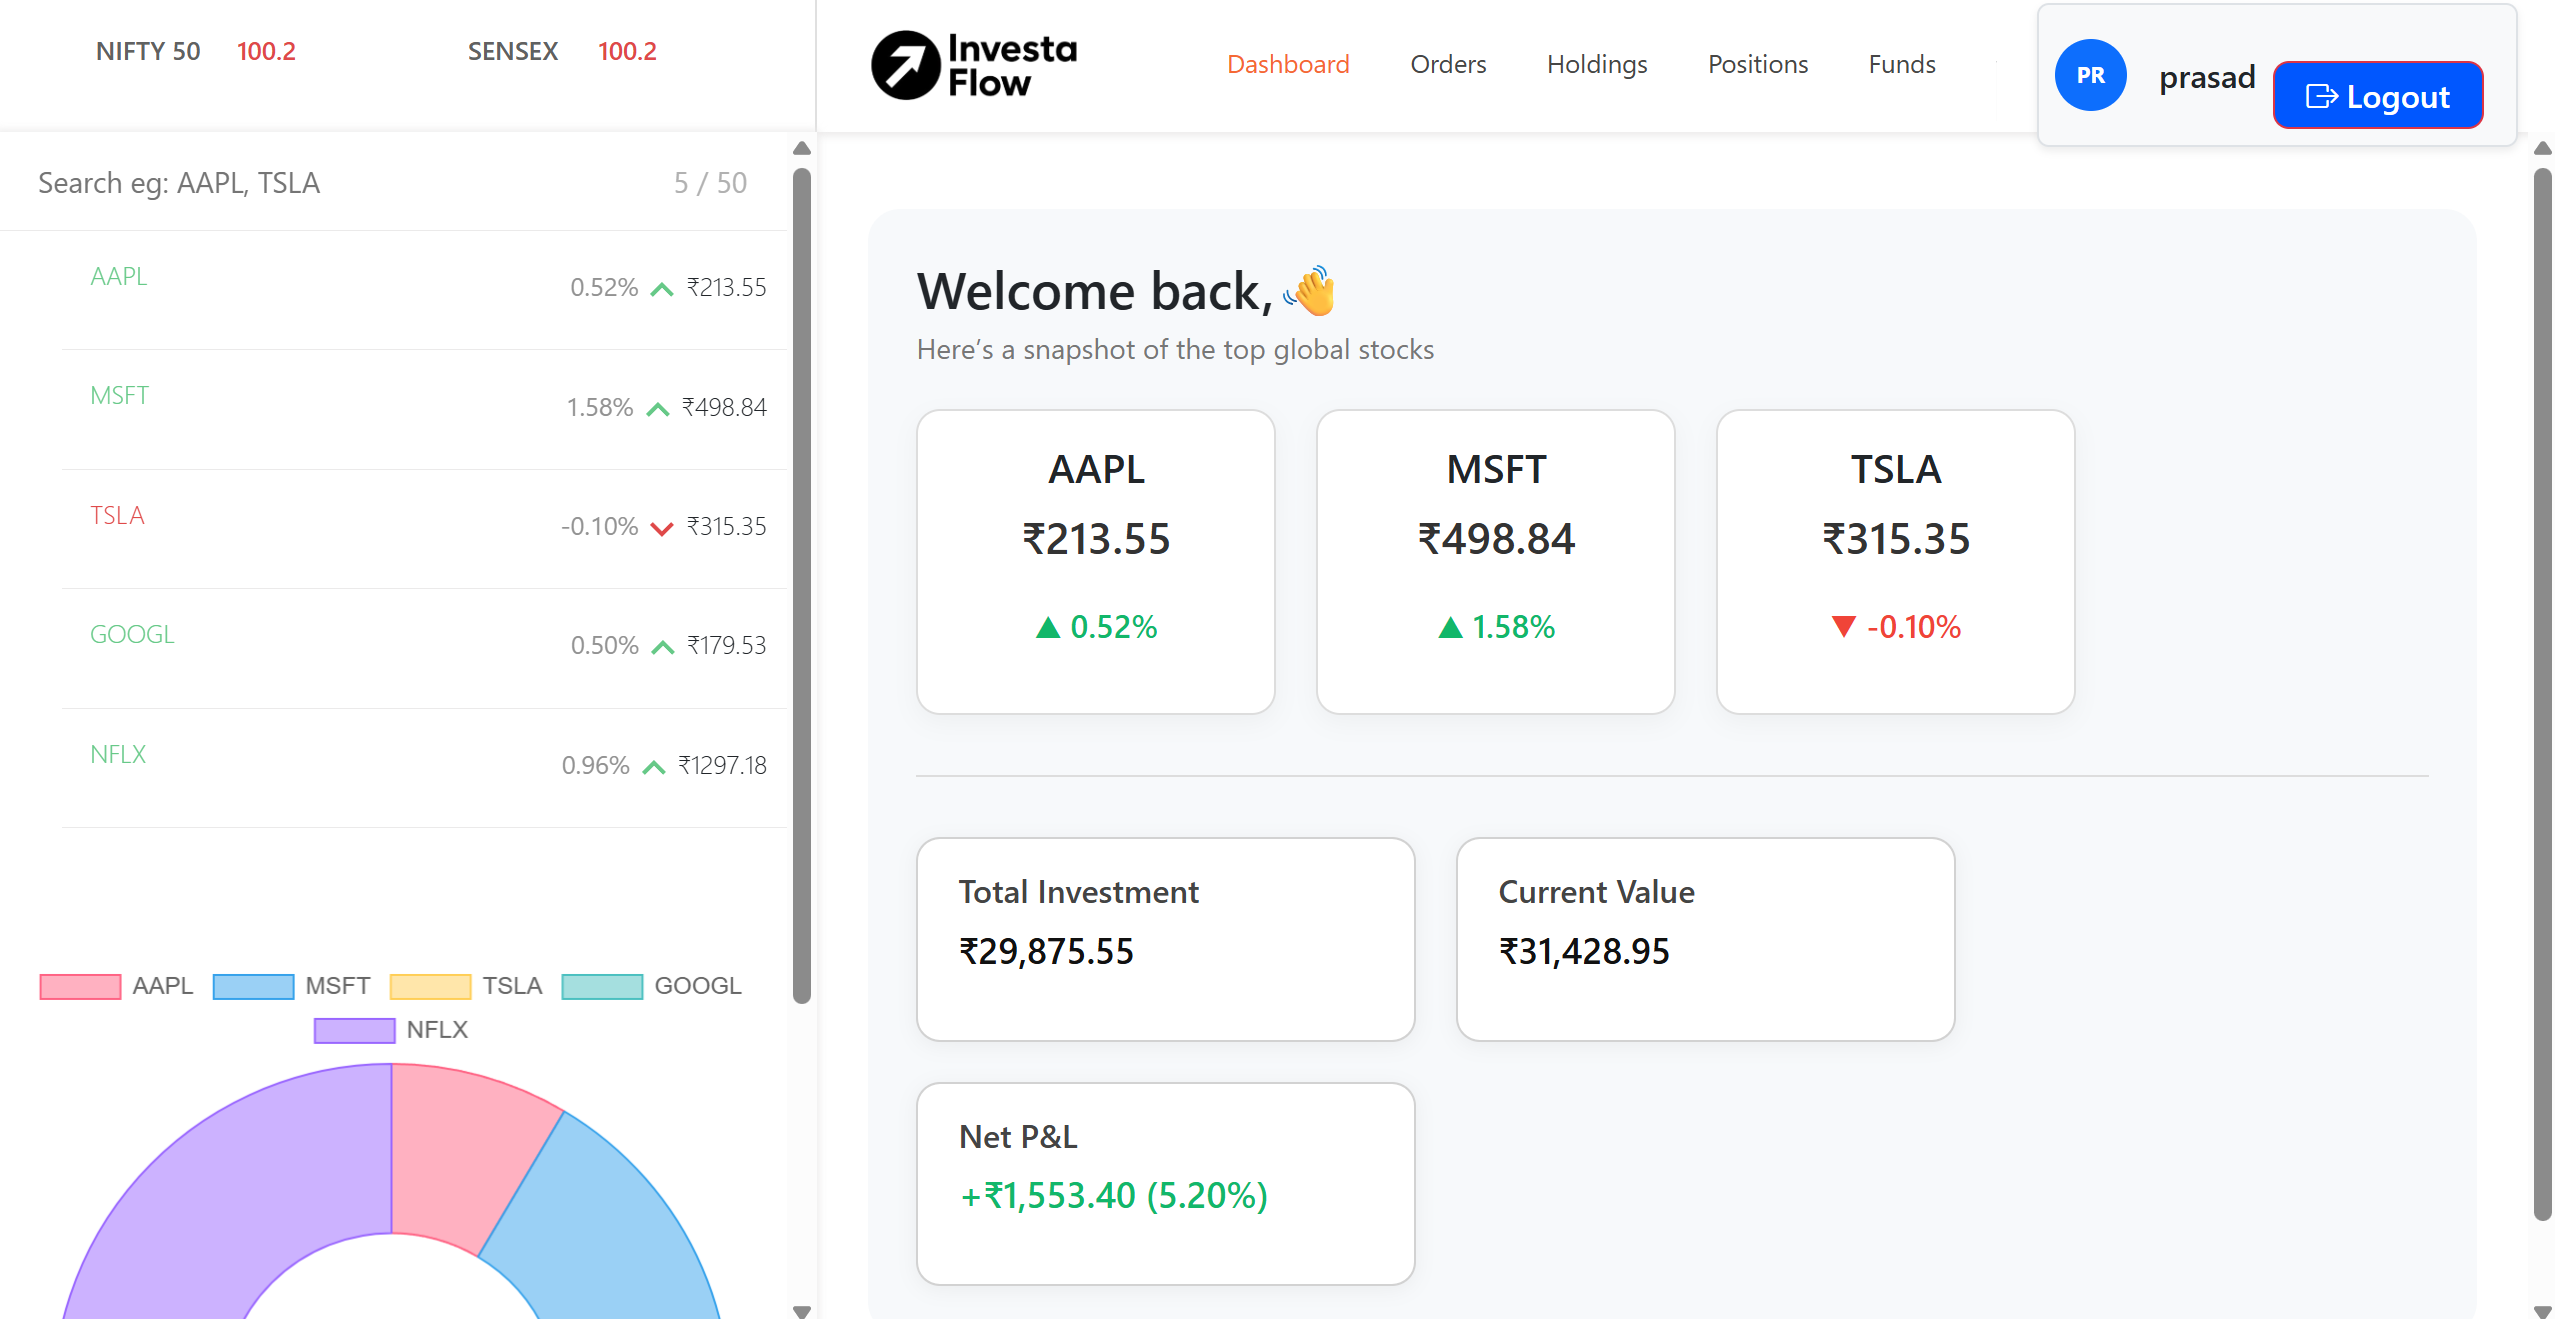 NIFTY 50 100.2 SENSEX 100.2
Investa
Flow
Dashboard Orders Holdings Positions Funds
PR prasad Logout
Search eg: AAPL, TSLA 5 / 50
AAPL 0.52% ₹213.55
MSFT 1.58% ₹498.84
TSLA -0.10% ₹315.35
GOOGL 0.50% ₹179.53
NFLX 0.96% ₹1297.18
AAPL MSFT TSLA GOOGL
NFLX
Welcome back, 👋
Here’s a snapshot of the top global stocks
AAPL
₹213.55
▲ 0.52%
MSFT
₹498.84
▲ 1.58%
TSLA
₹315.35
▼ -0.10%
Total Investment
₹29,875.55
Current Value
₹31,428.95
Net P&L
+₹1,553.40 (5.20%)